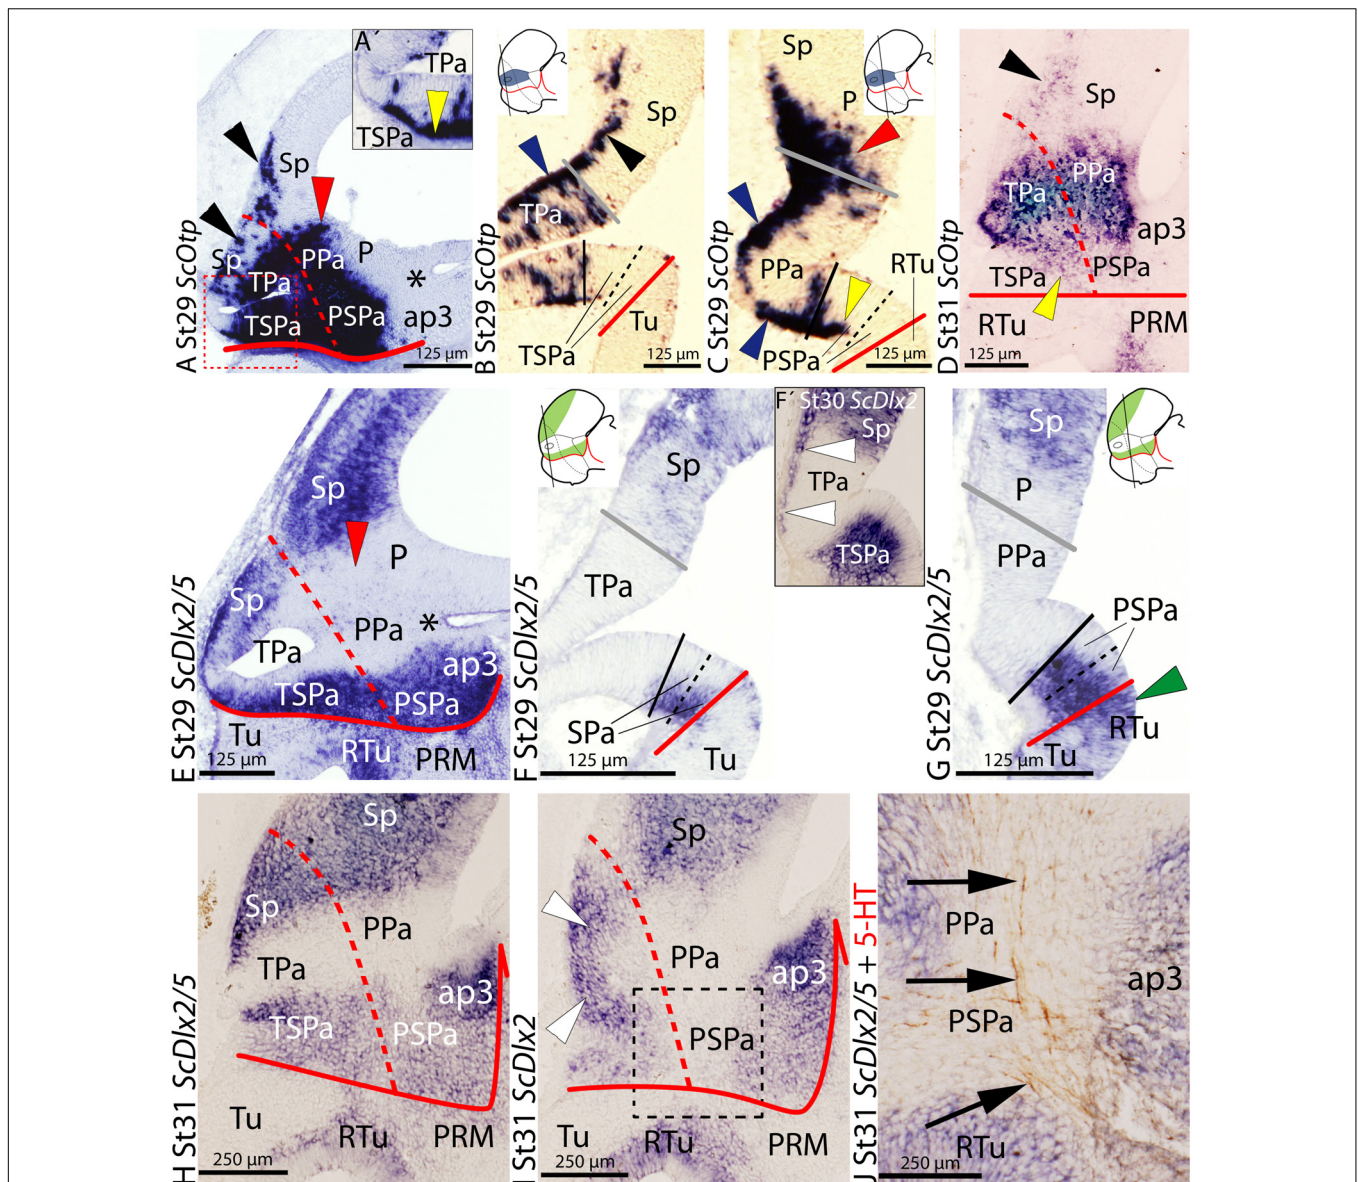 A St29 ScOtp
A´
TPa
TSPa
Sp
Sp
TPa
PPa
P
*
TSPa
PSPa
ap3
125 µm
B St29 ScOtp
Sp
TPa
TSPa
Tu
125 µm
C St29 ScOtp
Sp
P
PPa
RTu
PSPa
125 µm
D St31 ScOtp
Sp
PPa
TPa
ap3
TSPa
PSPa
RTu
PRM
125 µm
E St29 ScDlx2/5
Sp
P
Sp
PPa
*
TPa
ap3
TSPa
PSPa
Tu
RTu
PRM
125 µm
F St29 ScDlx2/5
Sp
TPa
SPa
Tu
125 µm
F´ St30 ScDlx2
Sp
TPa
TSPa
G St29 ScDlx2/5
Sp
P
PPa
PSPa
RTu
Tu
125 µm
H St31 ScDlx2/5
Sp
Sp
PPa
TPa
ap3
TSPa
PSPa
Tu
RTu
PRM
250 µm
I St31 ScDlx2
Sp
PPa
ap3
PSPa
Tu
RTu
PRM
250 µm
J St31 ScDlx2/5 + 5-HT
PPa
ap3
PSPa
RTu
250 µm